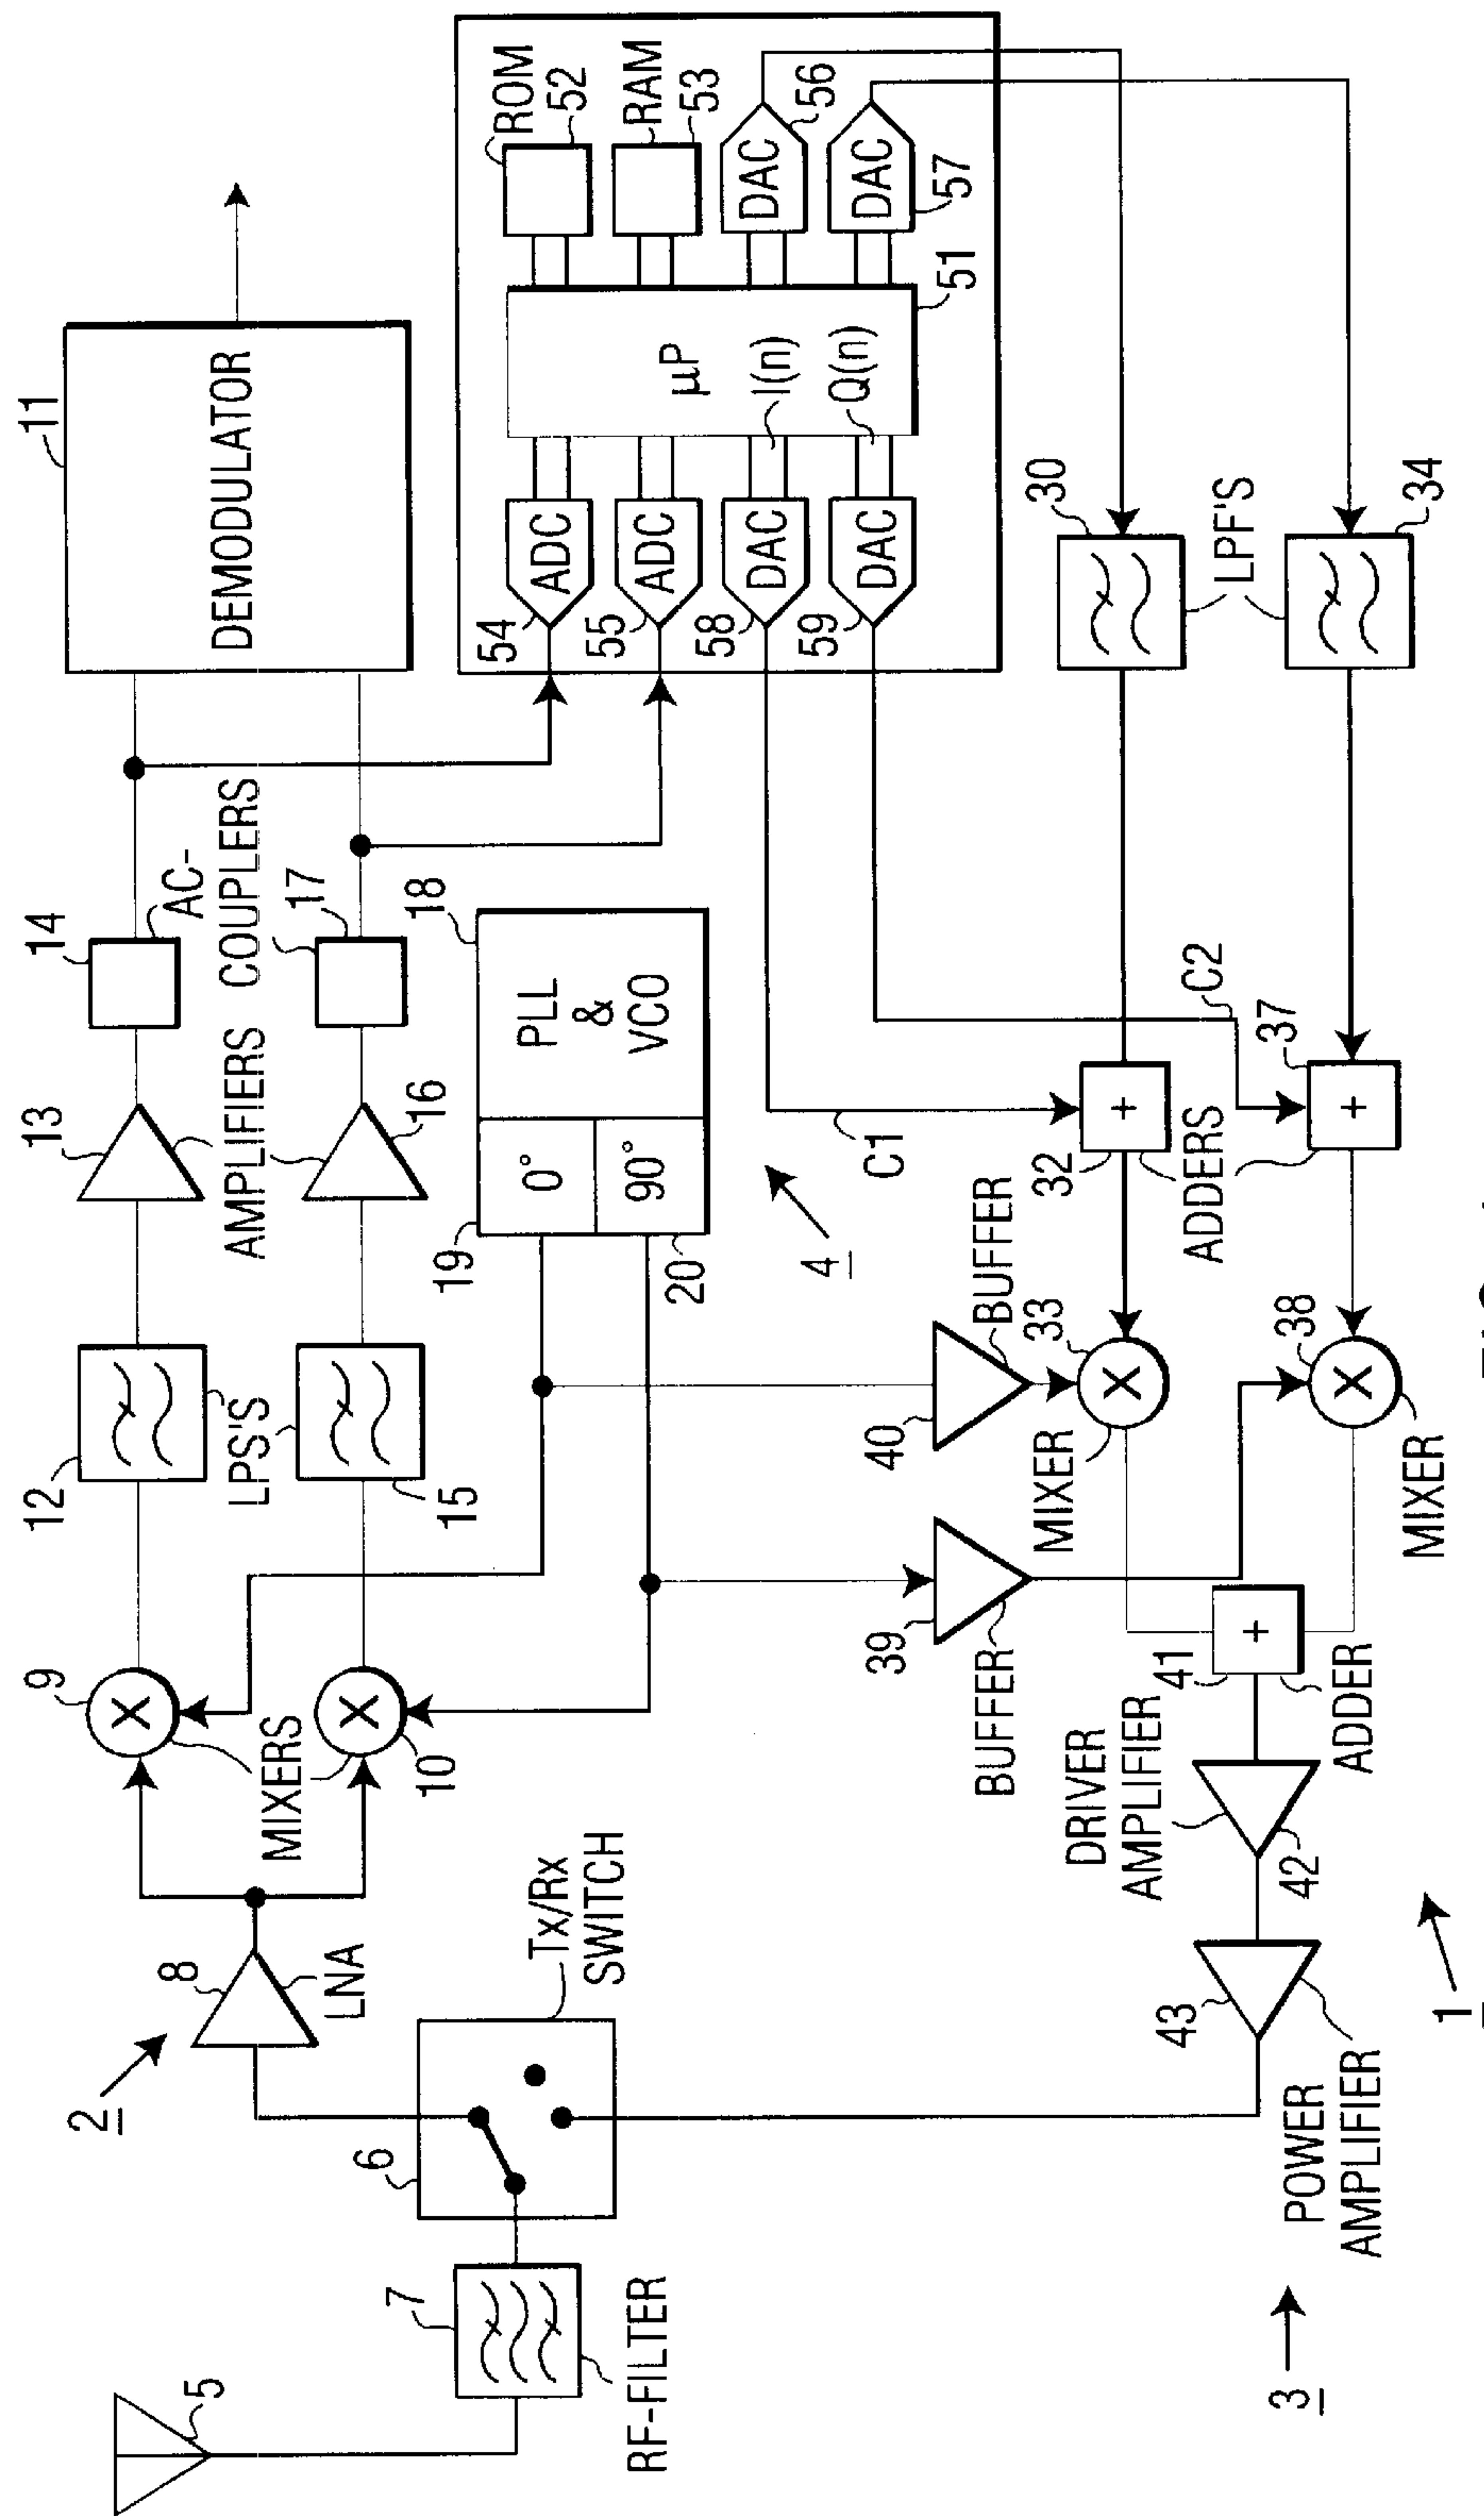 11
DEMODULATOR
14
AC-
COUPLERS
17
13
AMPLIFIERS
16
12
LPS'S
15
9
MIXERS
10
8
LNA
2
ROM
52
RAM
53
DAC
56
DAC
57
51
µP
I(n)
Q(n)
ADC
54
ADC
55
DAC
58
DAC
59
18
PLL
&
VCO
19
0°
90°
20
4
Tx/Rx
SWITCH
6
7
RF-FILTER
5
30
LPF'S
34
C2
37
+
C1
+
32
ADDERS
BUFFER
40
33
X
MIXER
38
X
MIXER
39
BUFFER
41
+
ADDER
DRIVER
AMPLIFIER
42
43
POWER
AMPLIFIER
1
3
X
X